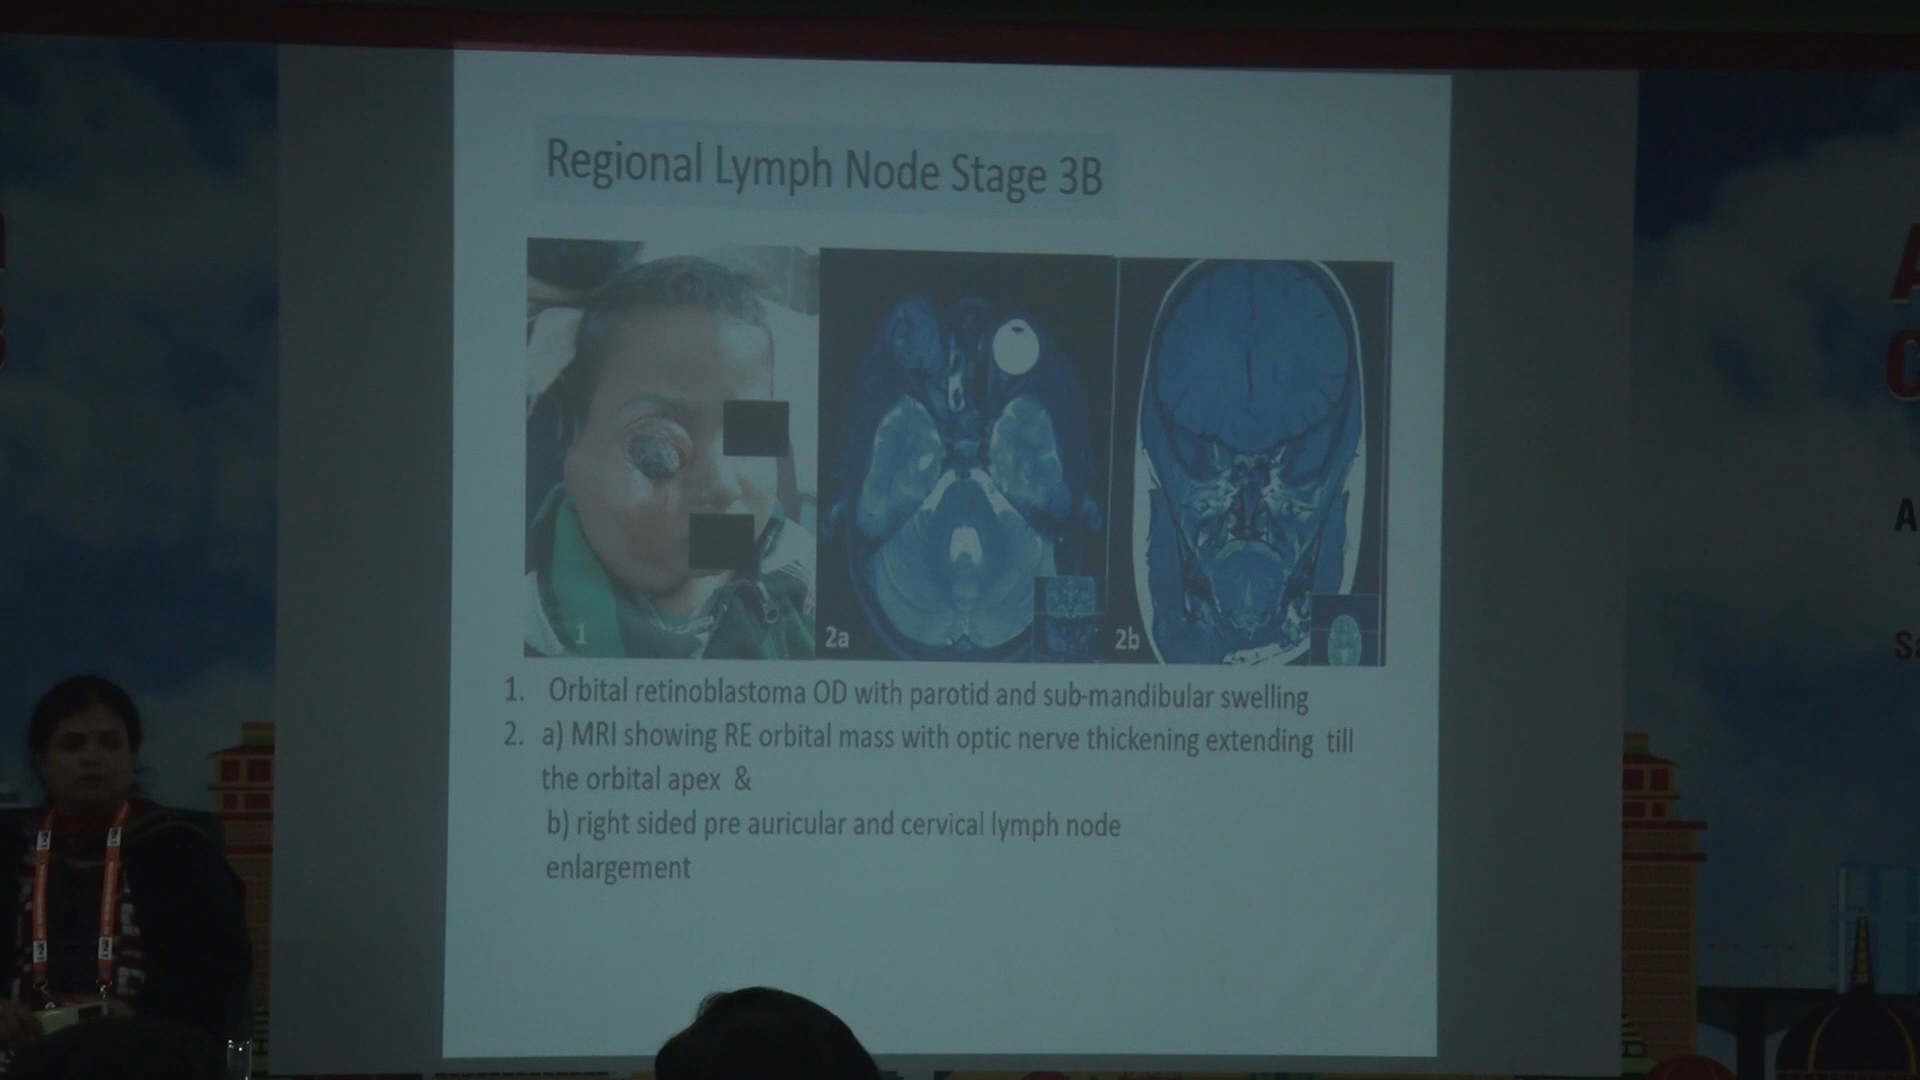 Regional Lymph Node Stage 3B
1
2a
2b
1. Orbital retinoblastoma OD with parotid and sub-mandibular swelling
2. a) MRI showing RE orbital mass with optic nerve thickening extending till
the orbital apex &
b) right sided pre auricular and cervical lymph node
enlargement